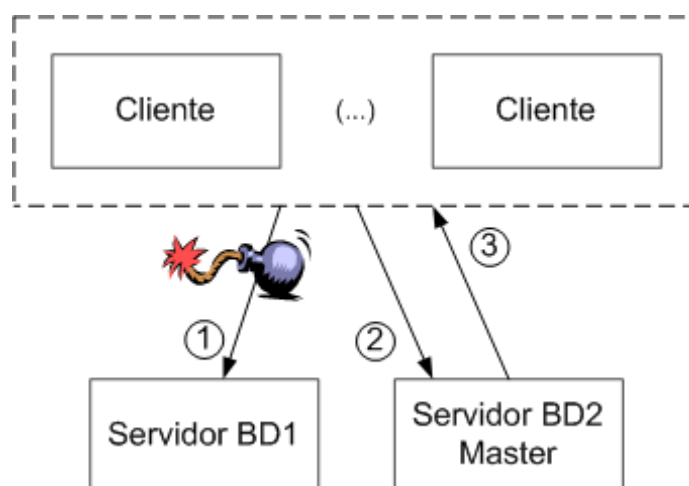 Cliente
(...)
Cliente
1
2
3
Servidor BD1
Servidor BD2
Master